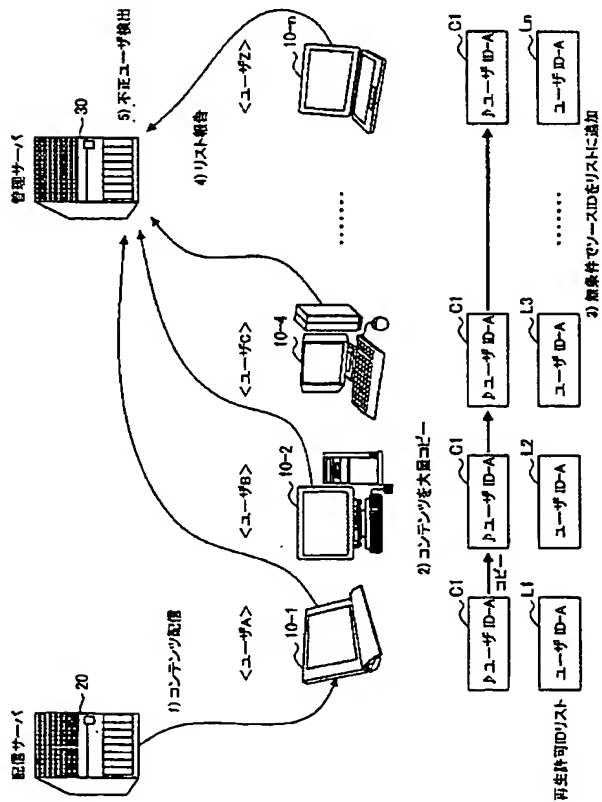 配信サーバ
20
管理サーバ
30
1) コンテンツ配信
5) 不正ユーザ検出
4) リスト報告
<ユーザA>
<ユーザB>
<ユーザC>
<ユーザZ>
10-1
10-2
10-4
10-n
.......
2) コンテンツを大量コピー
C1
C1
C1
C1
♪ユーザ ID-A
♪ユーザ ID-A
♪ユーザ ID-A
♪ユーザ ID-A
コピー
.......
L1
L2
L3
Ln
ユーザ ID-A
ユーザ ID-A
ユーザ ID-A
ユーザ ID-A
再生許可IDリスト
3) 無条件でソースIDをリストに追加